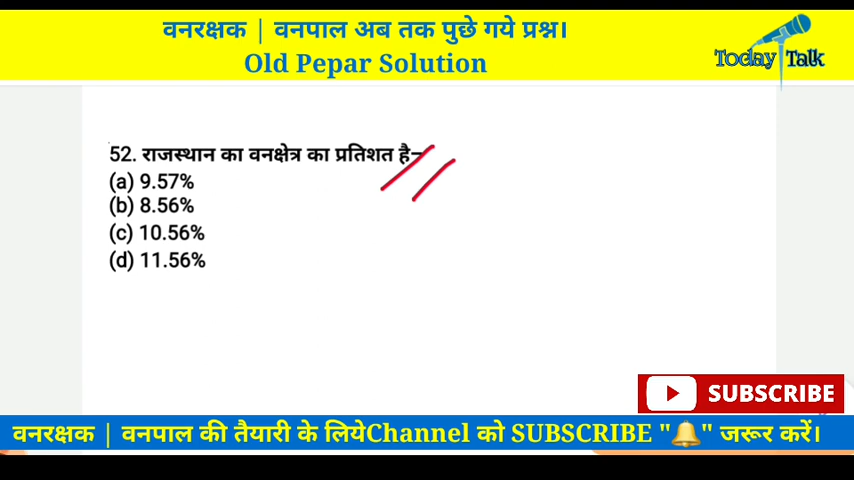 वनरक्षक | वनपाल अब तक पुछे गये प्रश्न।
Old Pepar Solution
Today Talk
52. राजस्थान का वनक्षेत्र का प्रतिशत है–
(a) 9.57%
(b) 8.56%
(c) 10.56%
(d) 11.56%
SUBSCRIBE
वनरक्षक | वनपाल की तैयारी के लियेChannel को SUBSCRIBE "🔔" जरूर करें।